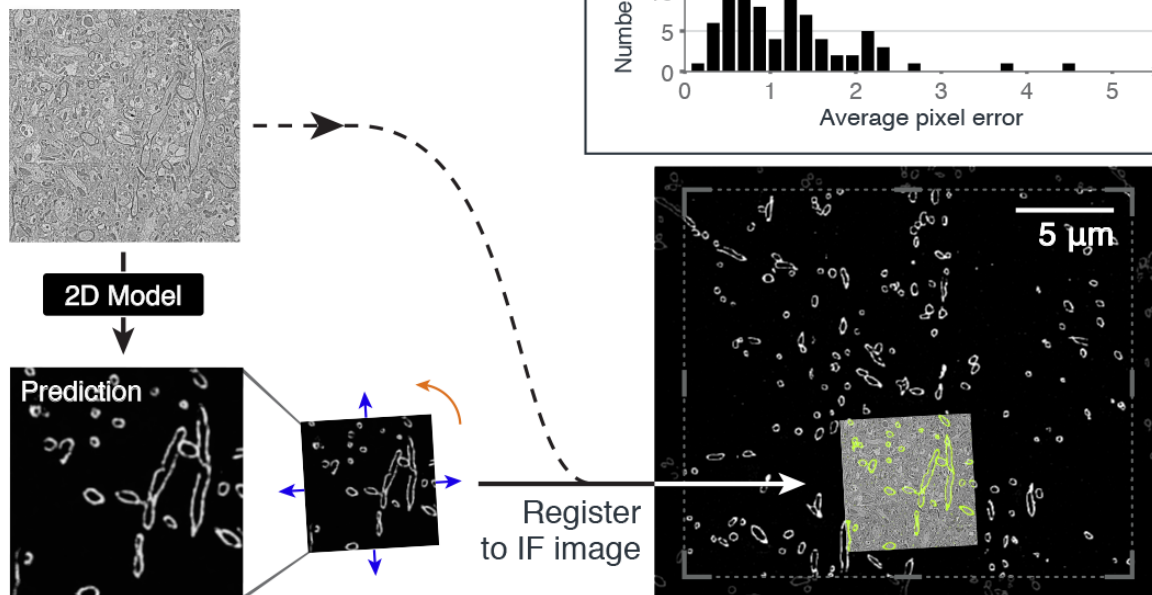 Numbe
5
0
0 1 2 3 4 5
Average pixel error
5 µm
2D Model
Prediction
Register
to IF image